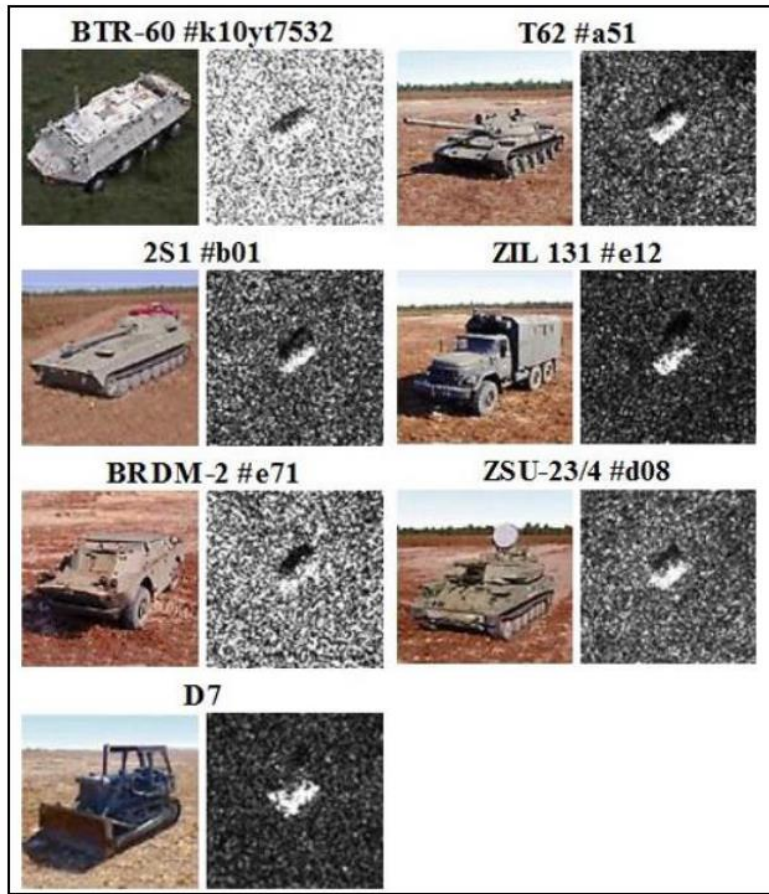 BTR-60 #k10yt7532
T62 #a51
2S1 #b01
ZIL 131 #e12
BRDM-2 #e71
ZSU-23/4 #d08
D7